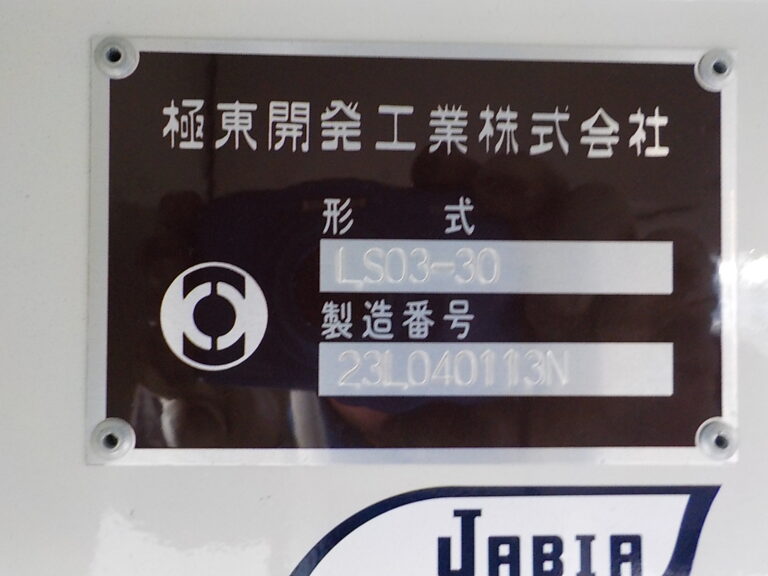 極東開発工業株式会社
形 式
LS03-30
製造番号
23L040113N
JABIA